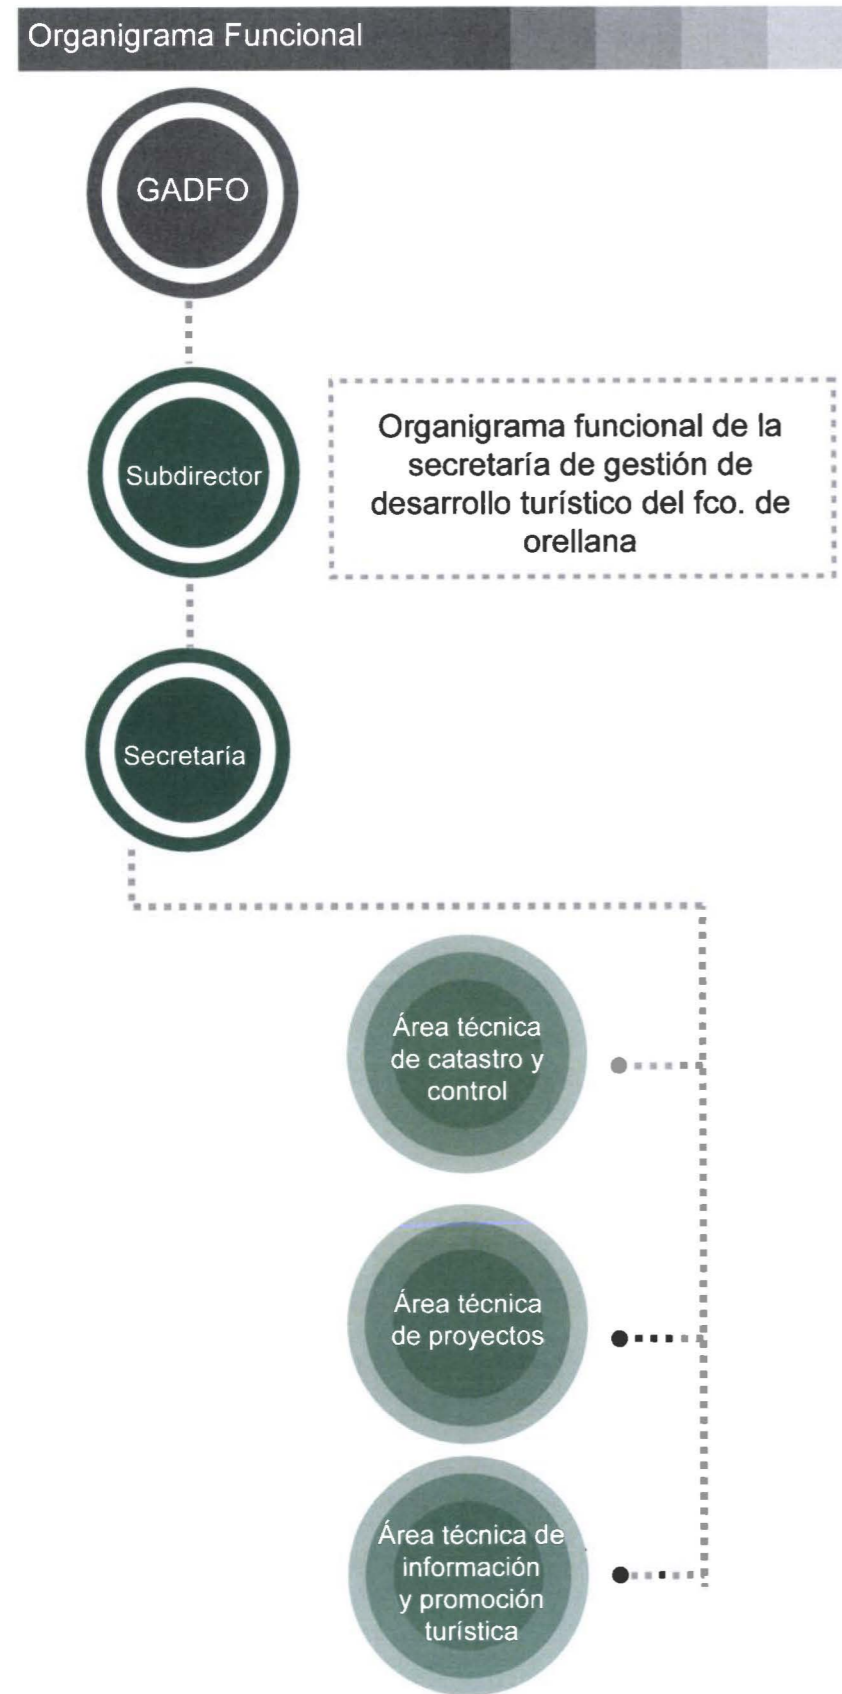 Organigrama Funcional
GADFO
Subdirector
Organigrama funcional de la
secretaría de gestión de
desarrollo turístico del fco. de
orellana
Secretaría
Área técnica
de catastro y
control
Área técnica
de proyectos
Área técnica de
información
y promoción
turística